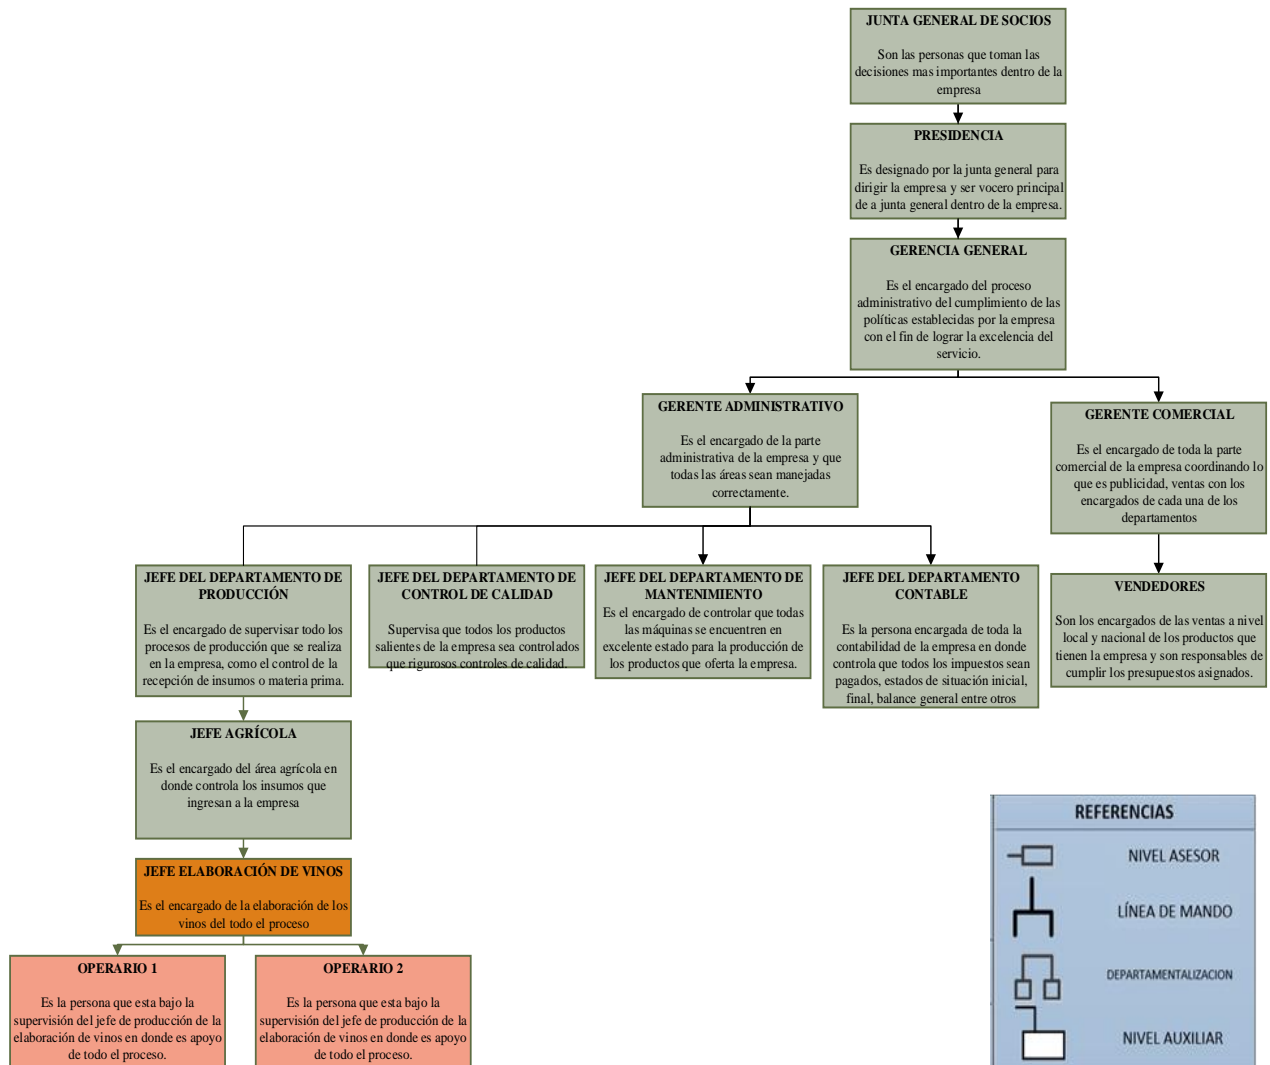 JUNTA GENERAL DE SOCIOS
Son las personas que toman las
decisiones mas importantes dentro de la
empresa
PRESIDENCIA
Es designado por la junta general para
dirigir la empresa y ser vocero principal
de a junta general dentro de la empresa.
GERENCIA GENERAL
Es el encargado del proceso
administrativo del cumplimiento de las
políticas establecidas por la empresa
con el fin de lograr la excelencia del
servicio.
GERENTE ADMINISTRATIVO
Es el encargado de la parte
administrativa de la empresa y que
todas las áreas sean manejadas
correctamente.
GERENTE COMERCIAL
Es el encargado de toda la parte
comercial de la empresa coordinando lo
que es publicidad, ventas con los
encargados de cada una de los
departamentos
JEFE DEL DEPARTAMENTO DE
PRODUCCIÓN
Es el encargado de supervisar todo los
procesos de producción que se realiza
en la empresa, como el control de la
recepción de insumos o materia prima.
JEFE DEL DEPARTAMENTO DE
CONTROL DE CALIDAD
Supervisa que todos los productos
salientes de la empresa sea controlados
que rigurosos controles de calidad.
JEFE DEL DEPARTAMENTO DE
MANTENIMIENTO
Es el encargado de controlar que todas
las máquinas se encuentren en
excelente estado para la producción de
los productos que oferta la empresa.
JEFE DEL DEPARTAMENTO
CONTABLE
Es la persona encargada de toda la
contabilidad de la empresa en donde
controla que todos los impuestos sean
pagados, estados de situación inicial,
final, balance general entre otros
VENDEDORES
Son los encargados de las ventas a nivel
local y nacional de los productos que
tienen la empresa y son responsables de
cumplir los presupuestos asignados.
JEFE AGRÍCOLA
Es el encargado del área agrícola en
donde controla los insumos que
ingresan a la empresa
JEFE ELABORACIÓN DE VINOS
Es el encargado de la elaboración de los
vinos del todo el proceso
OPERARIO 1
Es la persona que esta bajo la
supervisión del jefe de producción de la
elaboración de vinos en donde es apoyo
de todo el proceso.
OPERARIO 2
Es la persona que esta bajo la
supervisión del jefe de producción de la
elaboración de vinos en donde es apoyo
de todo el proceso.
REFERENCIAS
NIVEL ASESOR
LÍNEA DE MANDO
DEPARTAMENTALIZACION
NIVEL AUXILIAR